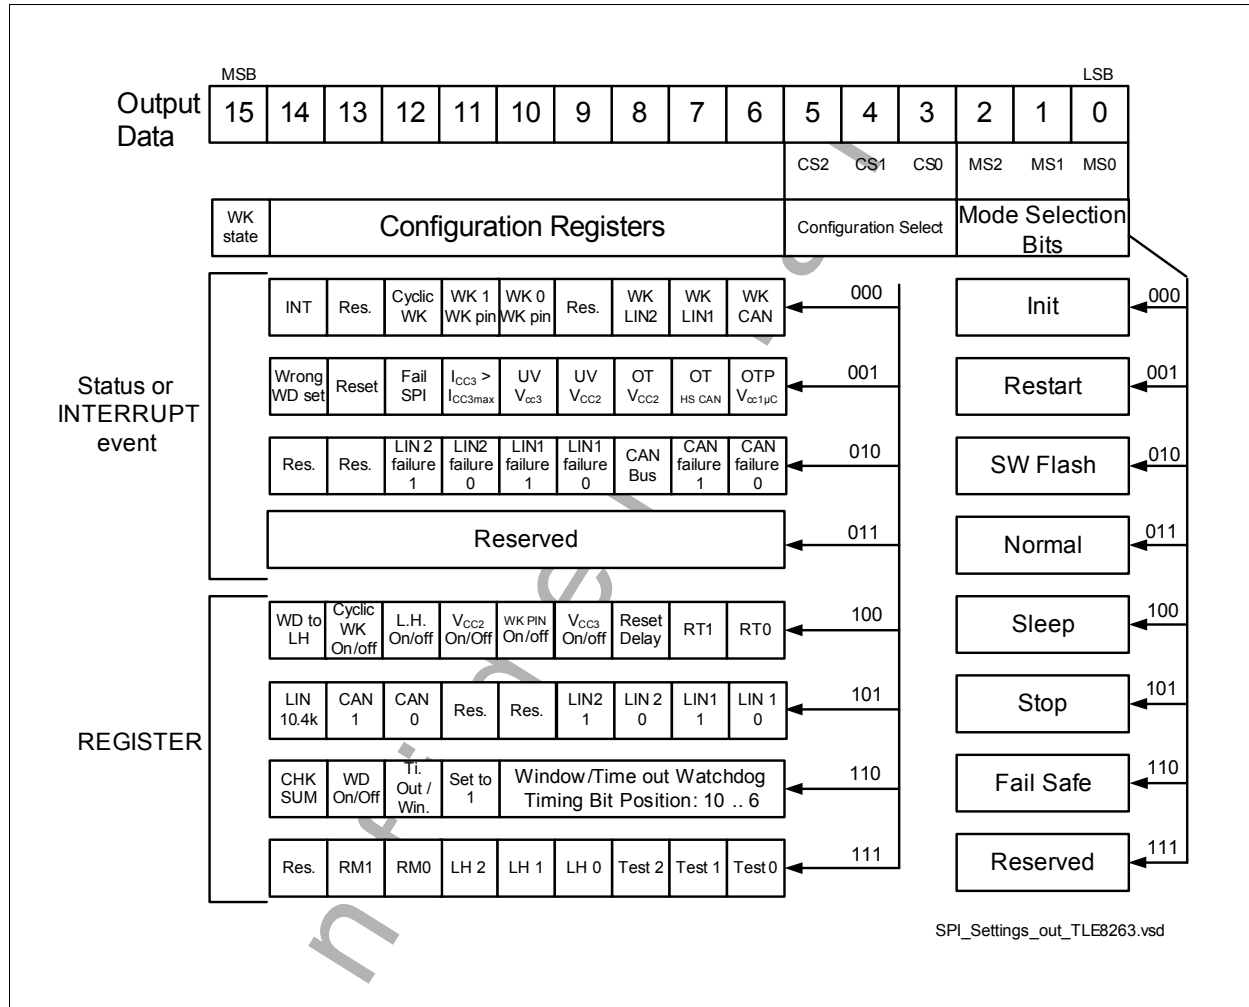 MSB
LSB
Output
Data
15 14 13 12 11 10 9 8 7 6 5 4 3 2 1 0
CS2 CS1 CS0 MS2 MS1 MS0
WK
state
Configuration Registers
Configuration Select
Mode Selection
Bits
Status or
INTERRUPT
event
INT
Res.
Cyclic
WK
WK 1
WK pin
WK 0
WK pin
Res.
WK
LIN2
WK
LIN1
WK
CAN
000
Init
000
Wrong
WD set
Reset
Fail
SPI
ICC3 >
ICC3max
UV
Vcc3
UV
VCC2
OT
VCC2
OT
HS CAN
OTP
Vcc1µC
001
Restart
001
Res.
Res.
LIN 2
failure
1
LIN2
failure
0
LIN1
failure
1
LIN1
failure
0
CAN
Bus
CAN
failure
1
CAN
failure
0
010
SW Flash
010
Reserved
011
Normal
011
REGISTER
WD to
LH
Cyclic
WK
On/off
L.H.
On/off
VCC2
On/Off
WK PIN
On/off
VCC3
On/off
Reset
Delay
RT1
RT0
100
Sleep
100
LIN
10.4k
CAN
1
CAN
0
Res.
Res.
LIN2
1
LIN 2
0
LIN1
1
LIN 1
0
101
Stop
101
CHK
SUM
WD
On/Off
Ti.
Out /
Win.
Set to
1
Window/Time out Watchdog
Timing Bit Position: 10 .. 6
110
Fail Safe
110
Res.
RM1
RM0
LH 2
LH 1
LH 0
Test 2
Test 1
Test 0
111
Reserved
111
SPI_Settings_out_TLE8263.vsd